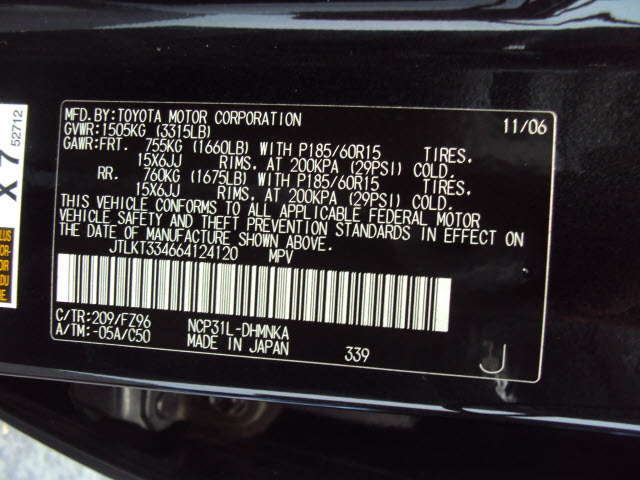 MFD.BY:TOYOTA MOTOR CORPORATION 11/06
GVWR:1505KG (3315LB)
GAWR:FRT. 755KG (1660LB) WITH P185/60R15 TIRES,
15X6JJ RIMS, AT 200KPA (29PSI) COLD.
RR. 760KG (1675LB) WITH P185/60R15 TIRES,
15X6JJ RIMS, AT 200KPA (29PSI) COLD.
THIS VEHICLE CONFORMS TO ALL APPLICABLE FEDERAL MOTOR
VEHICLE SAFETY AND THEFT PREVENTION STANDARDS IN EFFECT ON
THE DATE OF MANUFACTURE SHOWN ABOVE.
JTLKT334664124120 MPV
C/TR:209/FZ96 NCP31L-DHMNKA
A/TM:-05A/C50 MADE IN JAPAN 339 J
X 7
52712